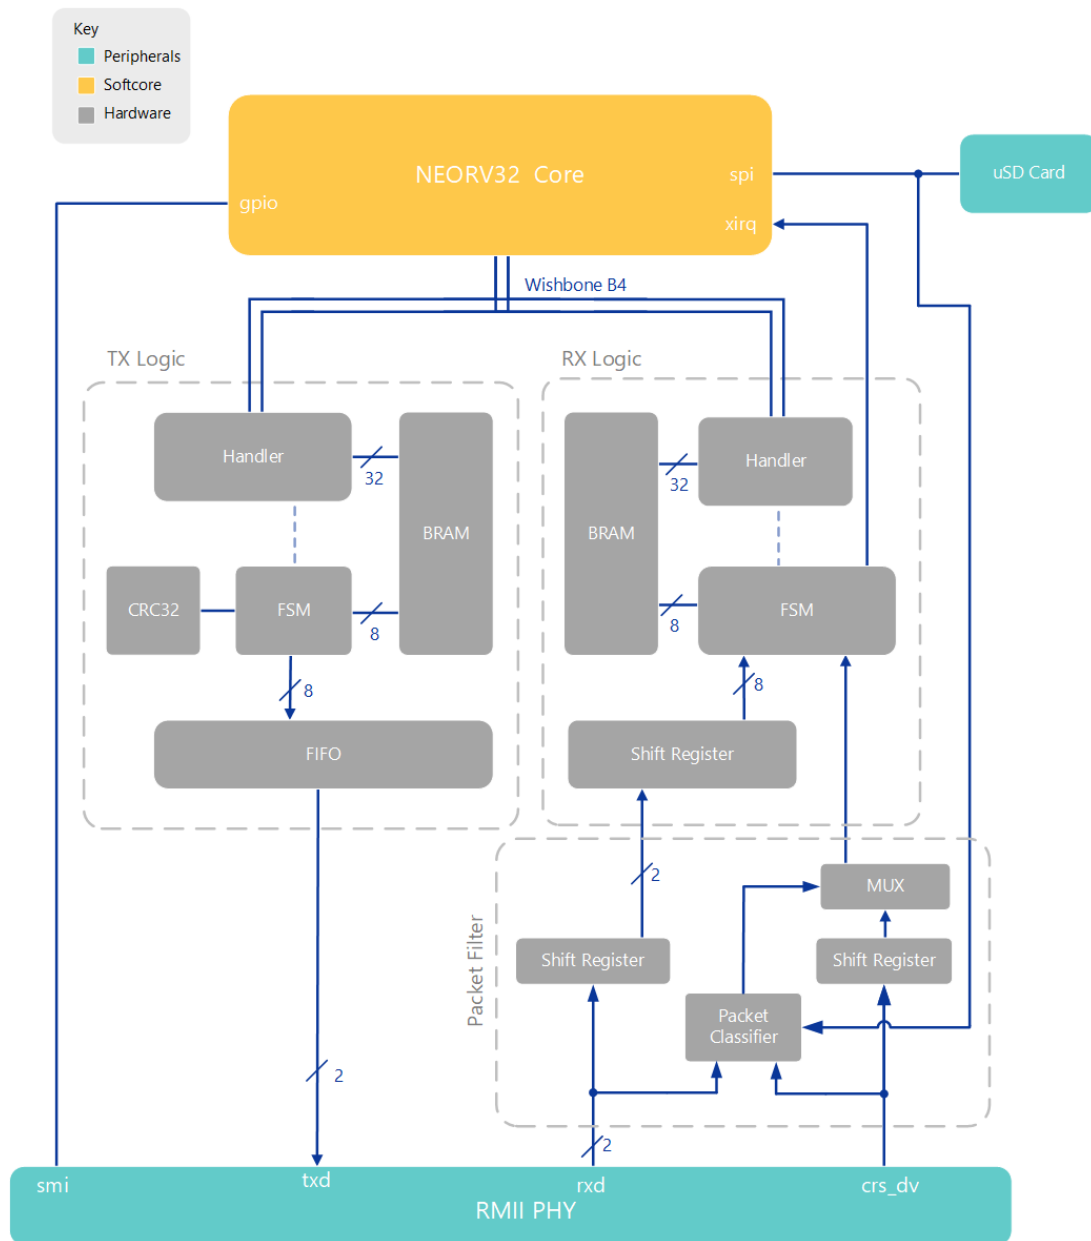 Key
Peripherals
Softcore
Hardware
NEORV32 Core
spi
gpio
xirq
uSD Card
Wishbone B4
TX Logic
RX Logic
Handler
32
BRAM
CRC32
FSM
8
8
FIFO
2
BRAM
32
Handler
8
FSM
8
Shift Register
2
Packet Filter
MUX
Shift Register
Shift Register
Packet
Classifier
2
smi
txd
rxd
crs_dv
RMII PHY